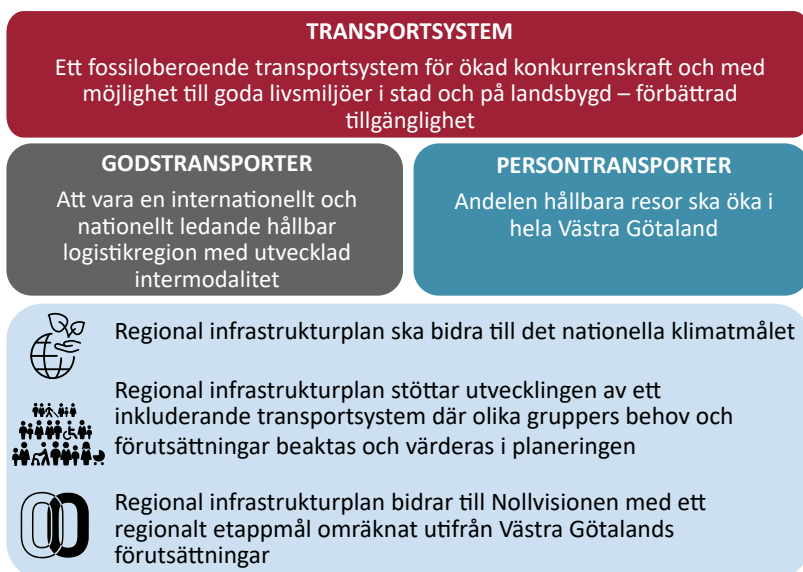 TRANSPORTSYSTEM
Ett fossiloberoende transportsystem för ökad konkurrenskraft och med
möjlighet till goda livsmiljöer i stad och på landsbygd – förbättrad
tillgänglighet
GODSTRANSPORTER
Att vara en internationellt och
nationellt ledande hållbar
logistikregion med utvecklad
intermodalitet
PERSONTRANSPORTER
Andelen hållbara resor ska öka i
hela Västra Götaland
Regional infrastrukturplan ska bidra till det nationella klimatmålet
Regional infrastrukturplan stöttar utvecklingen av ett
inkluderande transportsystem där olika gruppers behov och
förutsättningar beaktas och värderas i planeringen
Regional infrastrukturplan bidrar till Nollvisionen med ett
regionalt etappmål omräknat utifrån Västra Götalands
förutsättningar